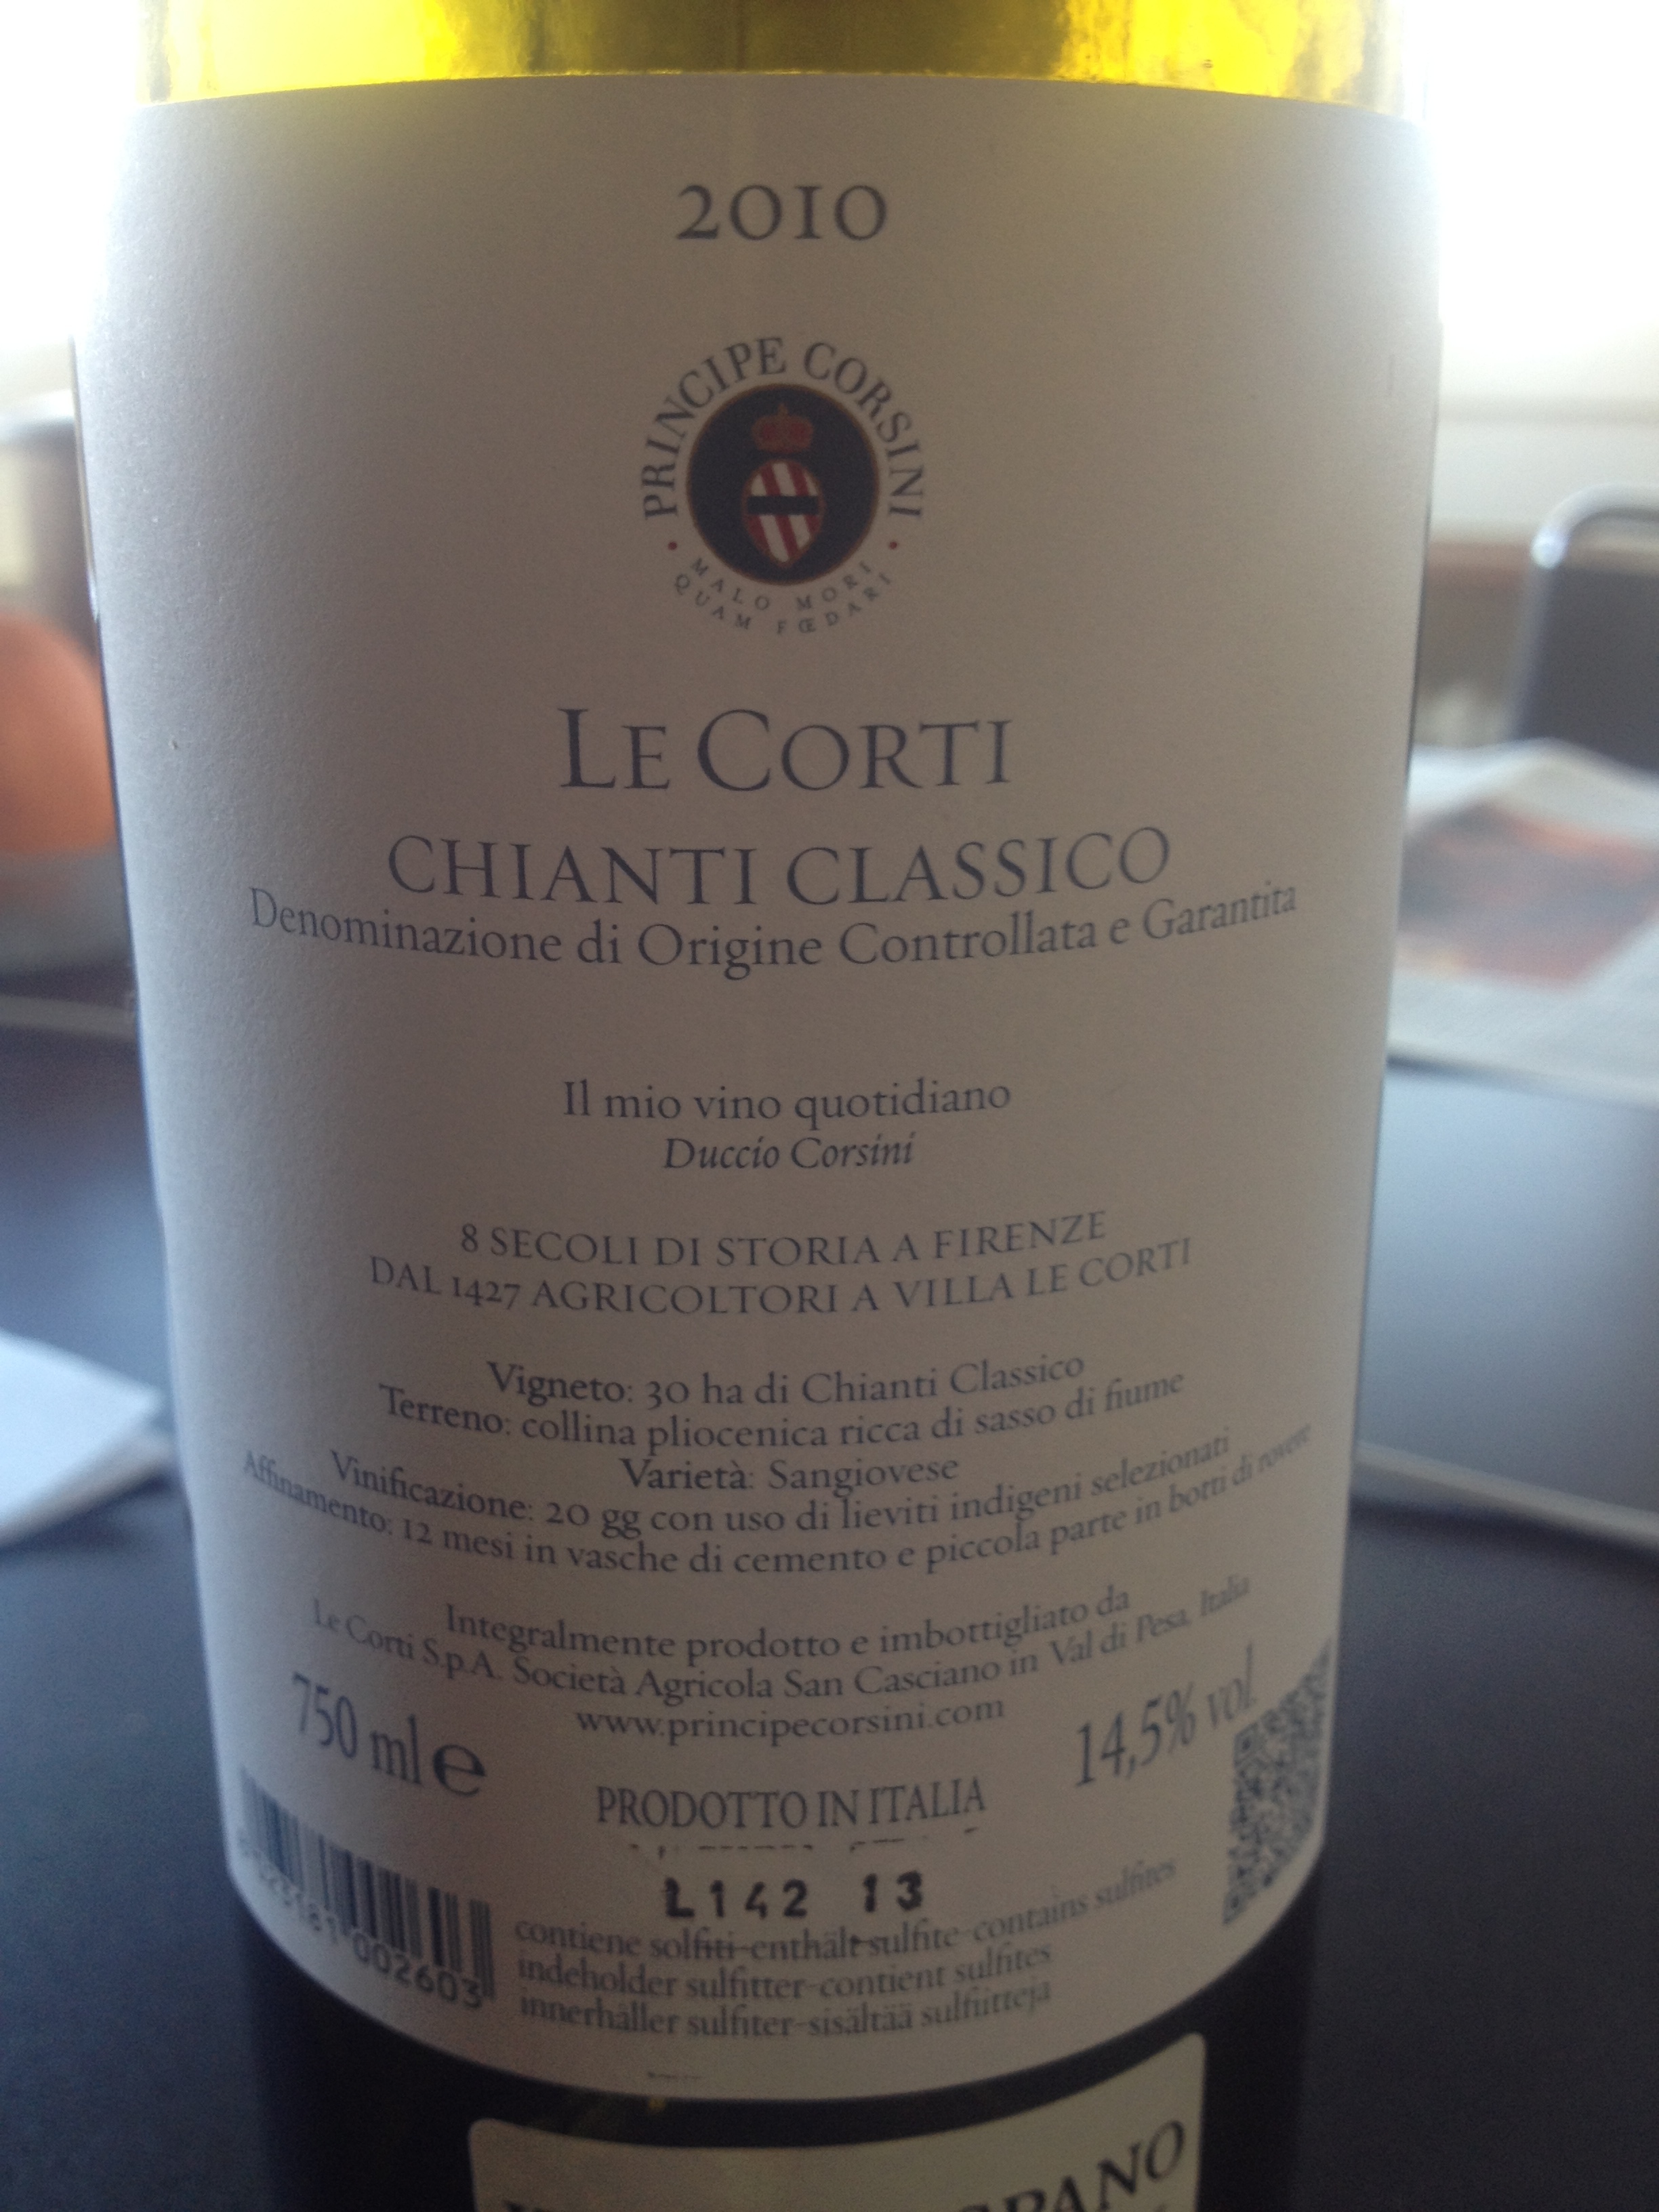 2010
PRINCIPE CORSINI
MALO MORI
QUAM FŒDARI
LE CORTI
CHIANTI CLASSICO
Denominazione di Origine Controllata e Garantita
Il mio vino quotidiano
Duccio Corsini
8 SECOLI DI STORIA A FIRENZE
DAL 1427 AGRICOLTORI A VILLA LE CORTI
Vigneto: 30 ha di Chianti Classico
Terreno: collina pliocenica ricca di sasso di fiume
Varietà: Sangiovese
Vinificazione: 20 gg con uso di lieviti indigeni selezionati
Affinamento: 12 mesi in vasche di cemento e piccola parte in botti di rovere
Integralmente prodotto e imbottigliato da
Le Corti S.p.A. Società Agricola San Casciano in Val di Pesa, Italia
www.principecorsini.com
750 ml e
14,5% vol.
PRODOTTO IN ITALIA
L142 13
contiene solfiti-enthält sulfite-contains sulfites
indeholder sulfitter-contient sulfites
innerhåller sulfiter-sisältää sulfiitteja
002603